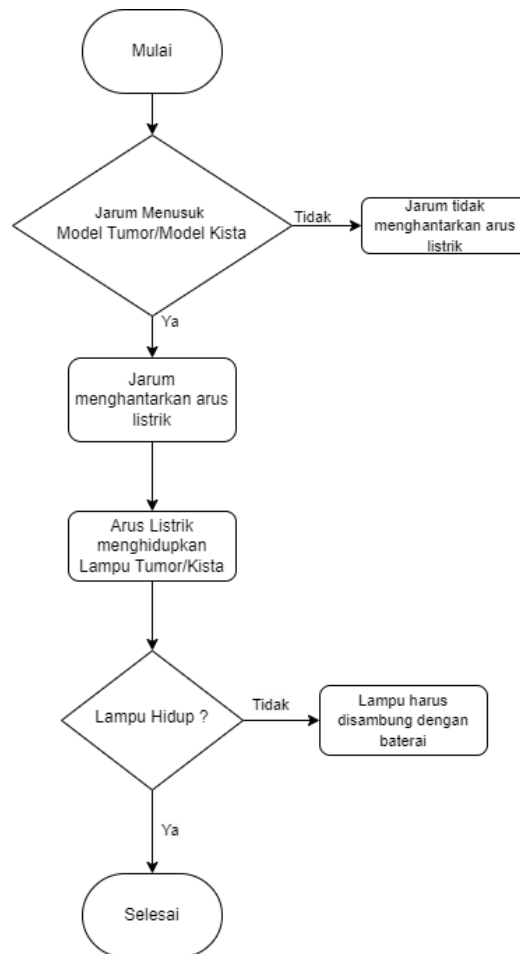 Mulai
Jarum Menusuk
Model Tumor/Model Kista
Tidak
Jarum tidak
menghantarkan arus
listrik
Ya
Jarum
menghantarkan arus
listrik
Arus Listrik
menghidupkan
Lampu Tumor/Kista
Lampu Hidup ?
Tidak
Lampu harus
disambung dengan
baterai
Ya
Selesai